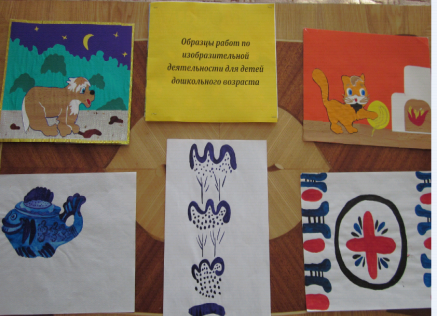 Образцы работ по
изобразительной
деятельности для детей
дошкольного возраста